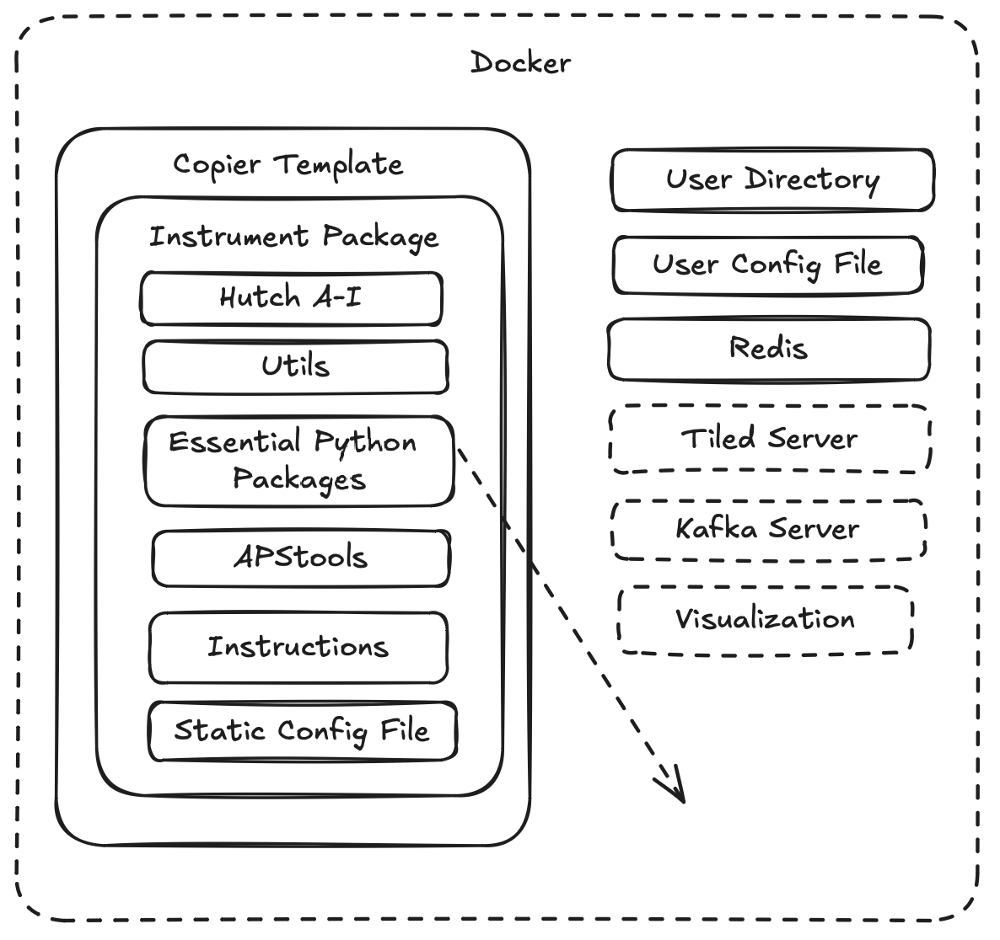 Docker
Copier Template
Instrument Package
Hutch A-I
Utils
Essential Python
Packages
APStools
Instructions
Static Config File
User Directory
User Config File
Redis
Tiled Server
Kafka Server
Visualization